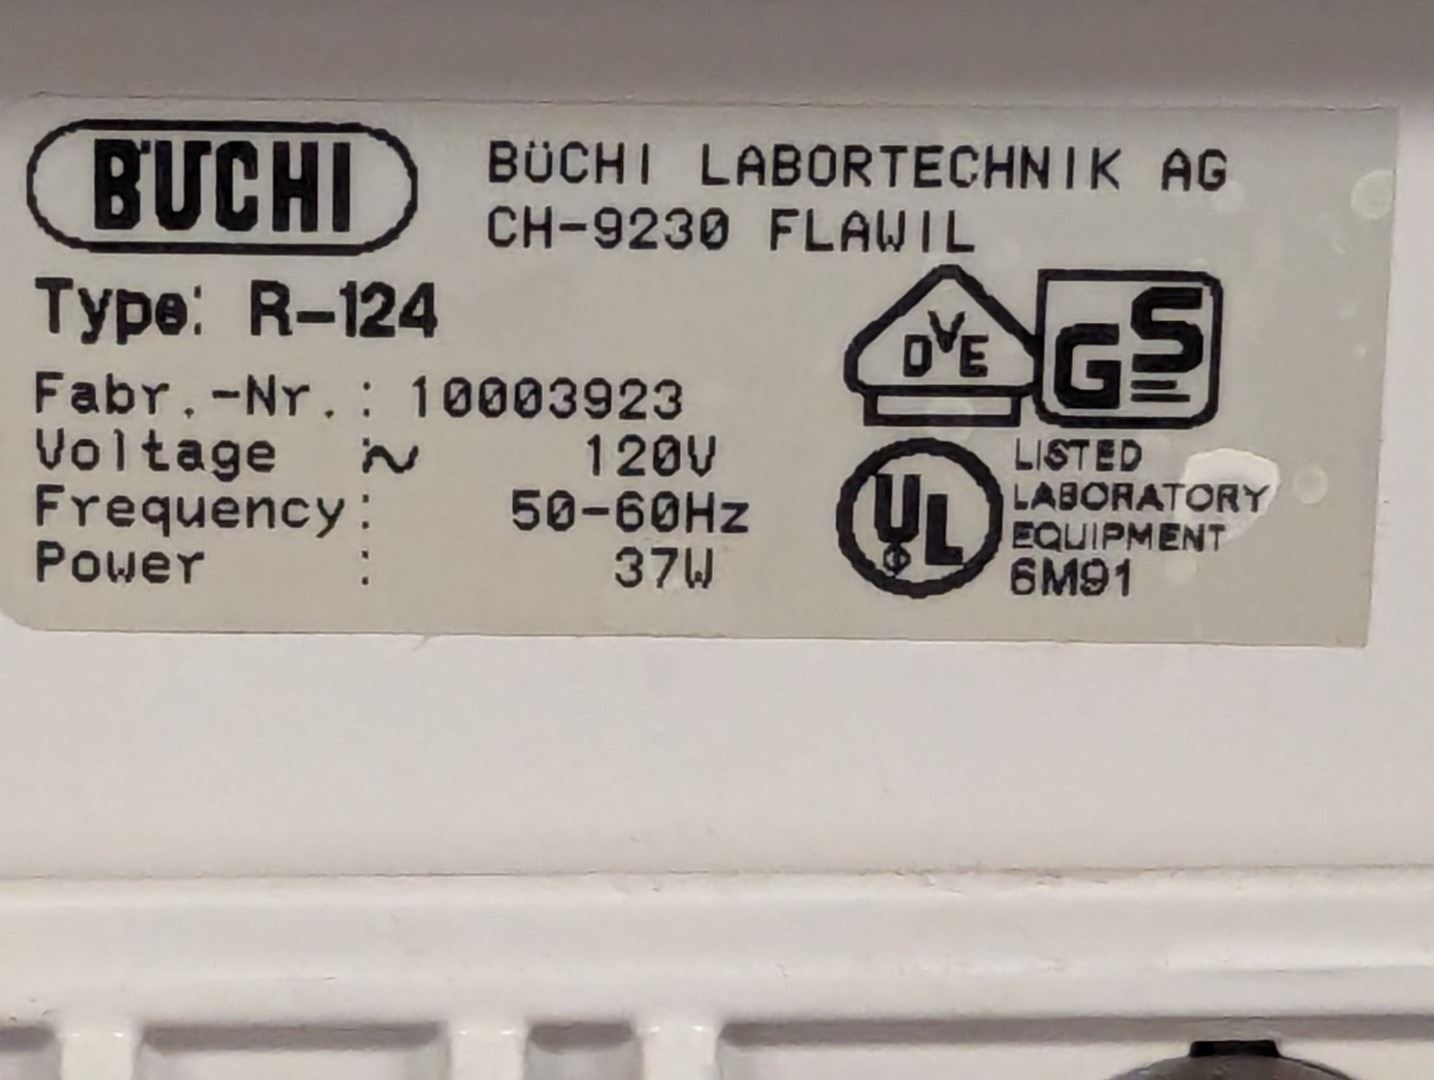 BÜCHI
BÜCHI LABORTECHNIK AG
CH-9230 FLAWIL
Type: R-124
Fabr.-Nr.: 10003923
Voltage ~ 120V
Frequency: 50-60Hz
Power : 37W
DVE
GS
UL
LISTED
LABORATORY
EQUIPMENT
6M91